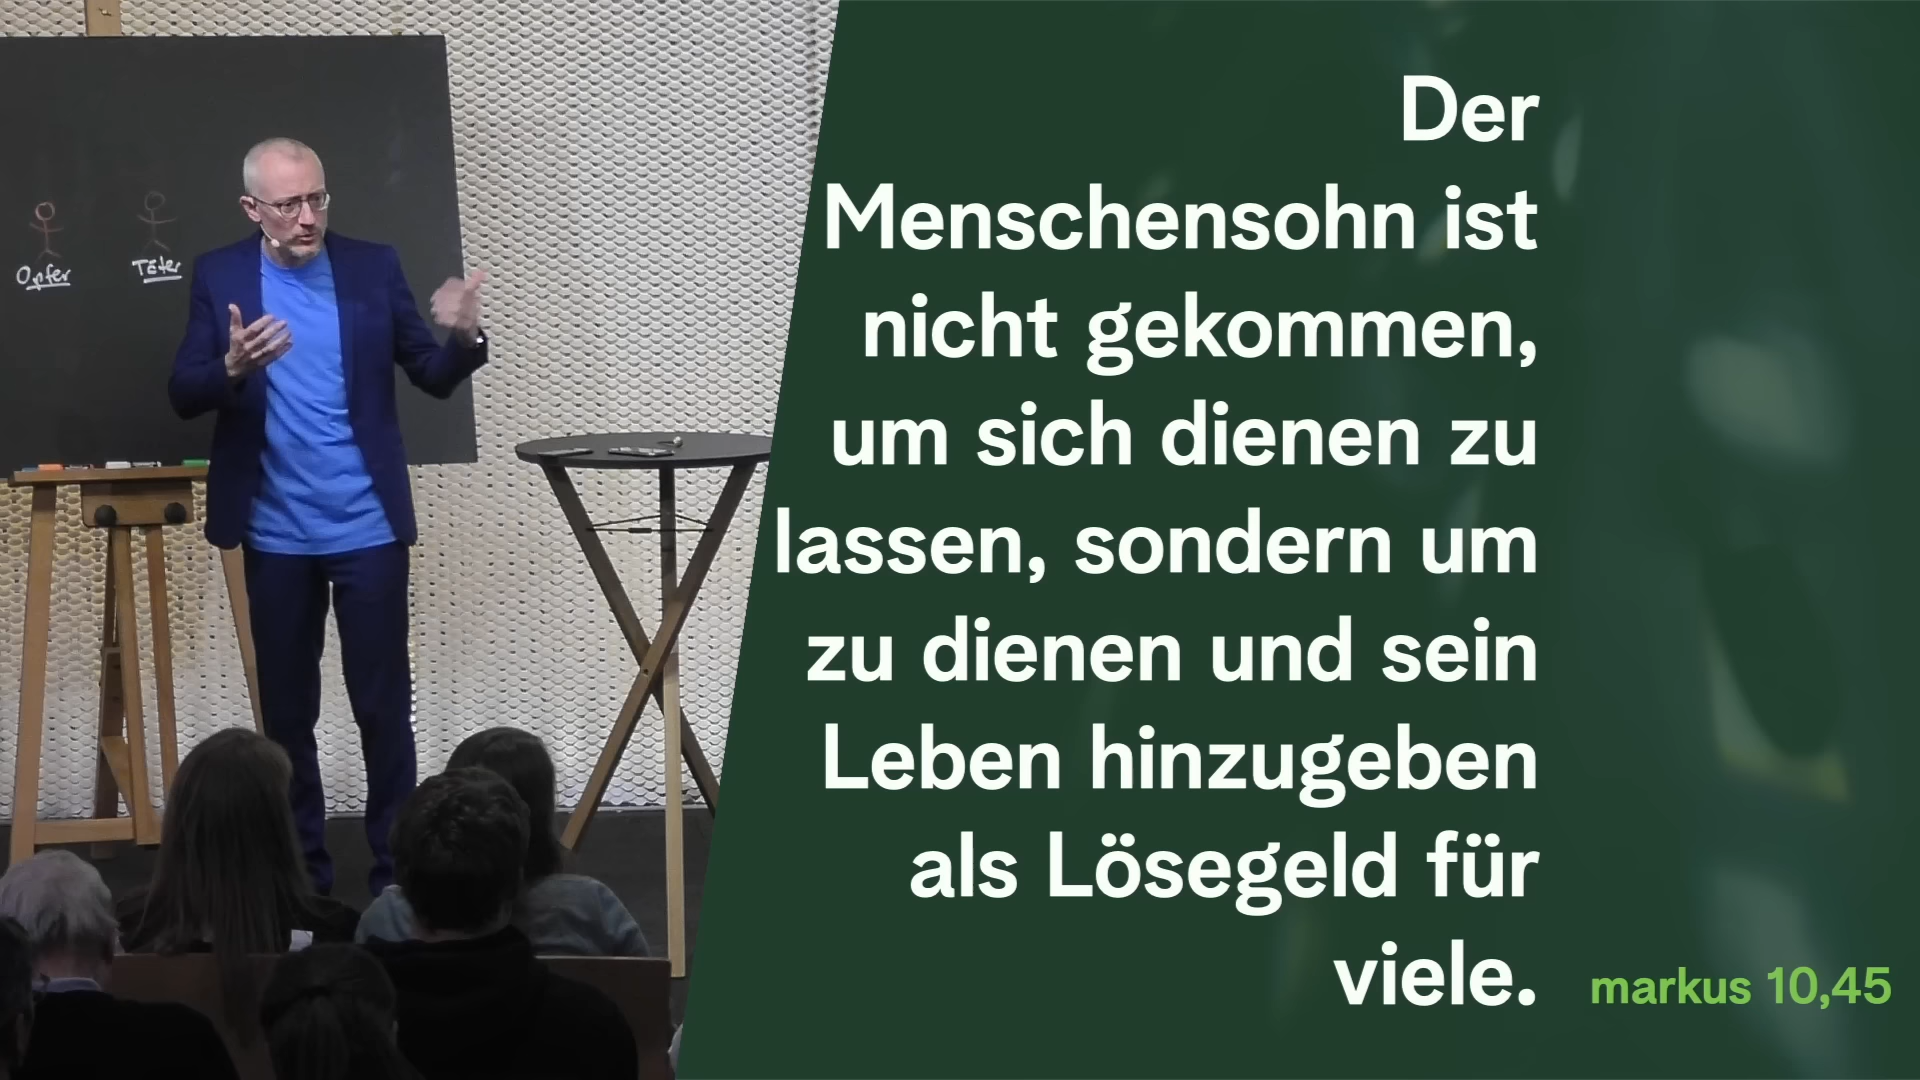 Opfer
Täter
Der
Menschensohn ist
nicht gekommen,
um sich dienen zu
lassen, sondern um
zu dienen und sein
Leben hinzugeben
als Lösegeld für
viele.
markus 10,45